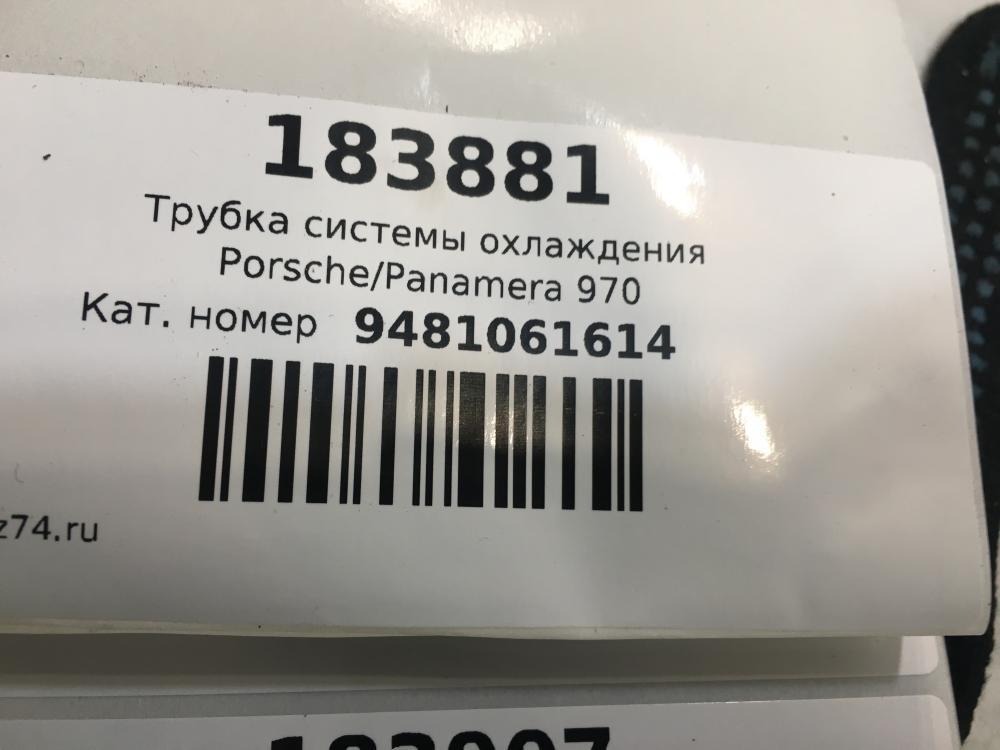 183881
Трубка системы охлаждения
Porsche/Panamera 970
Кат. номер 9481061614
z74.ru